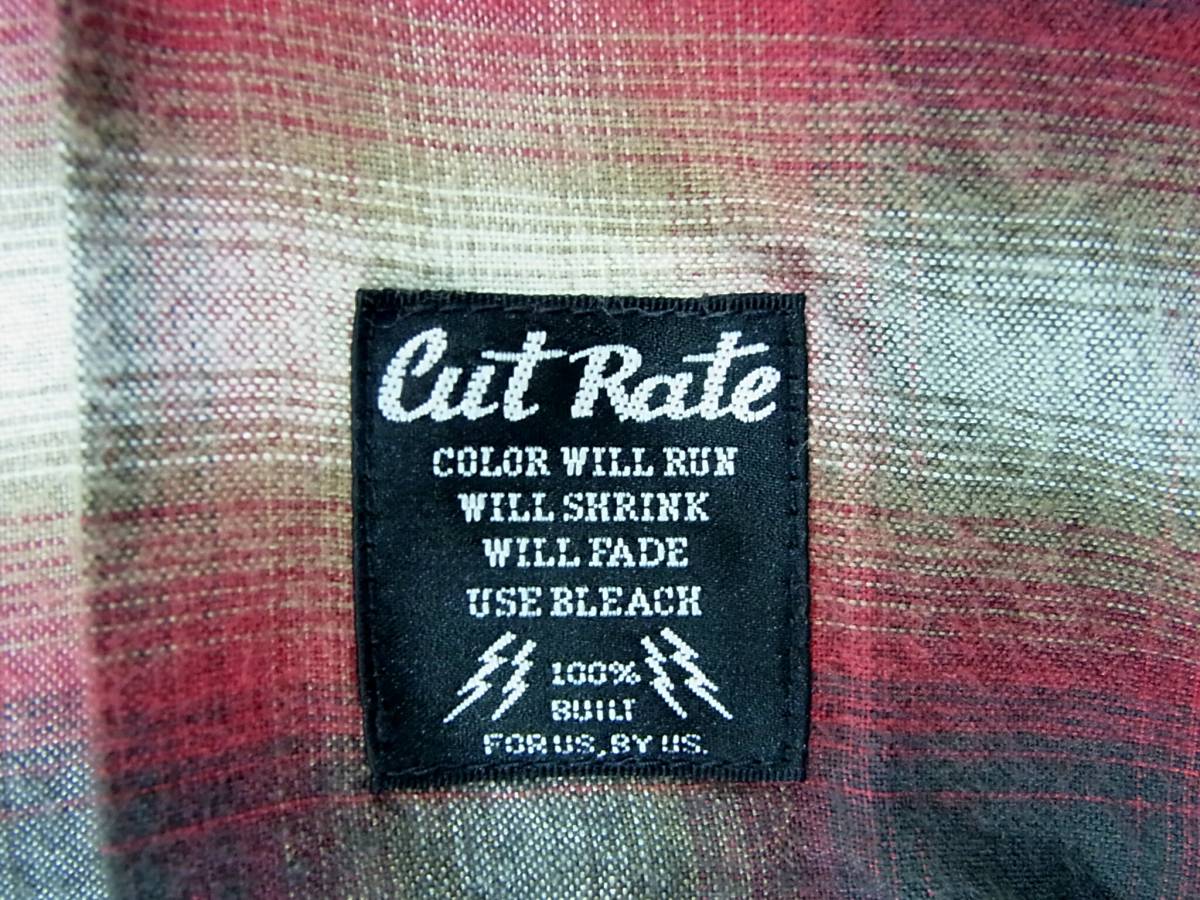 Cut Rate
COLOR WILL RUN
WILL SHRINK
WILL FADE
USE BLEACH
100%
BUILT
FOR US, BY US.